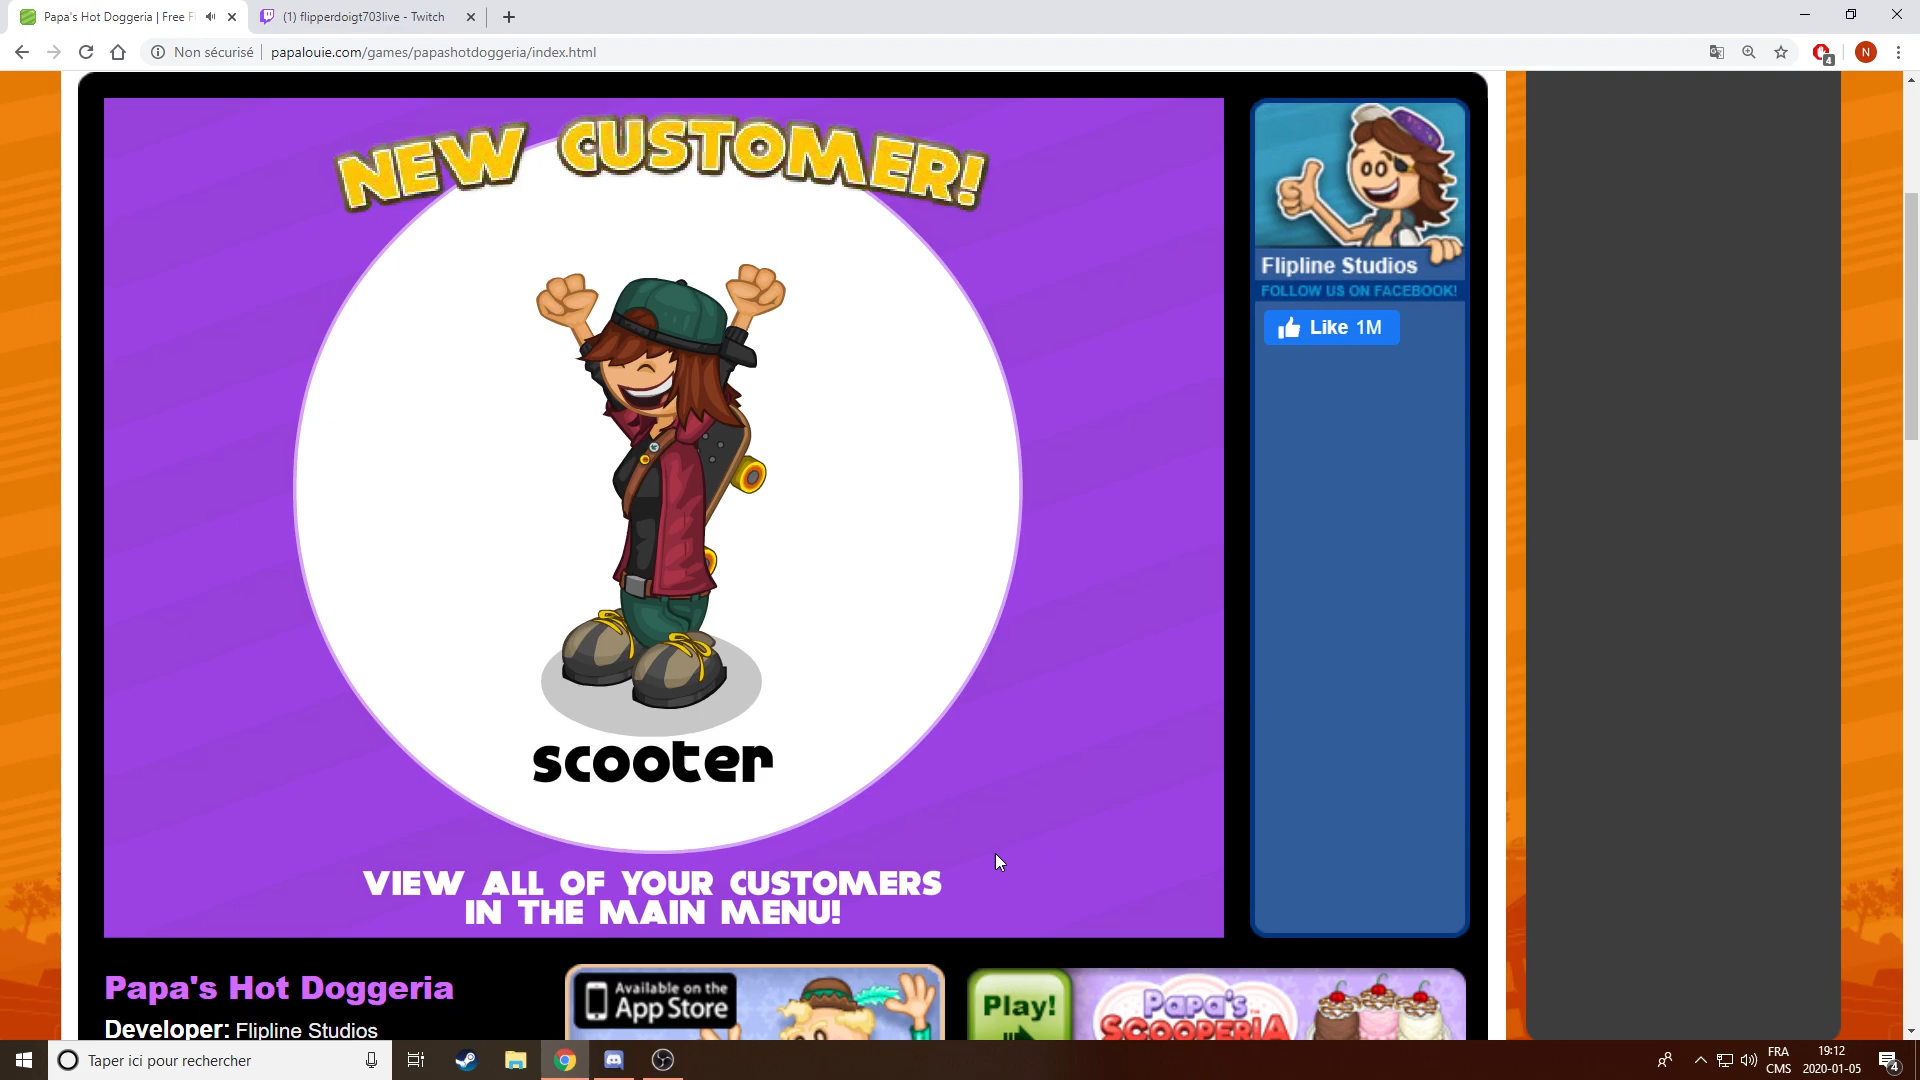 Papa's Hot Doggeria | Free F
(1) flipperdoigt703live - Twitch
Non sécurisé
papalouie.com/games/papashotdoggeria/index.html
4
N
NEW CUSTOMER!
scooter
VIEW ALL OF YOUR CUSTOMERS
IN THE MAIN MENU!
Flipline Studios
FOLLOW US ON FACEBOOK!
Like 1M
Papa's Hot Doggeria
Developer: Flipline Studios
Available on the
App Store
Play!
Papa's
SCOOPERIA
Taper ici pour rechercher
FRA
CMS
19:12
2020-01-05
4